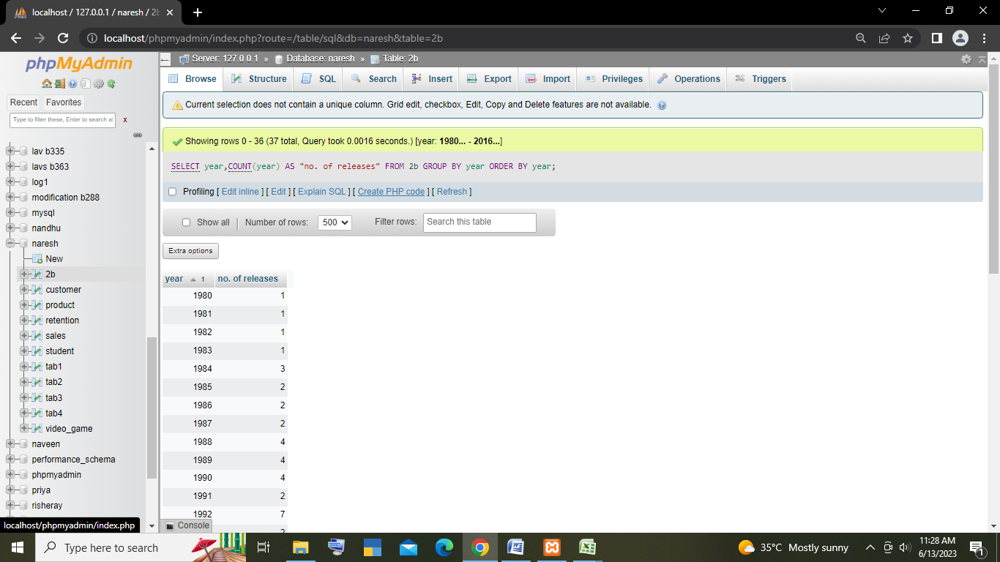 localhost / 127.0.0.1 / naresh / 2b
localhost/phpmyadmin/index.php?route=/table/sql&db=naresh&table=2b
phpMyAdmin
Recent Favorites
Type to filter these, Enter to search al x
lav b335
lavs b363
log1
modification b288
mysql
nandhu
naresh
New
2b
customer
product
retention
sales
student
tab1
tab2
tab3
tab4
video_game
naveen
performance_schema
phpmyadmin
priya
risheray
localhost/phpmyadmin/index.php
Server: 127.0.0.1 » Database: naresh » Table: 2b
Browse Structure SQL Search Insert Export Import Privileges Operations Triggers
Current selection does not contain a unique column. Grid edit, checkbox, Edit, Copy and Delete features are not available.
Showing rows 0 - 36 (37 total, Query took 0.0016 seconds.) [year: 1980... - 2016...]
SELECT year,COUNT(year) AS "no. of releases" FROM 2b GROUP BY year ORDER BY year;
Profiling [ Edit inline ] [ Edit ] [ Explain SQL ] [ Create PHP code ] [ Refresh ]
Show all Number of rows: 500 Filter rows: Search this table
Extra options
year 1 no. of releases
1980 1
1981 1
1982 1
1983 1
1984 3
1985 2
1986 2
1987 2
1988 4
1989 4
1990 4
1991 2
1992 7
2
Console
Type here to search
35°C Mostly sunny
11:28 AM
6/13/2023
1